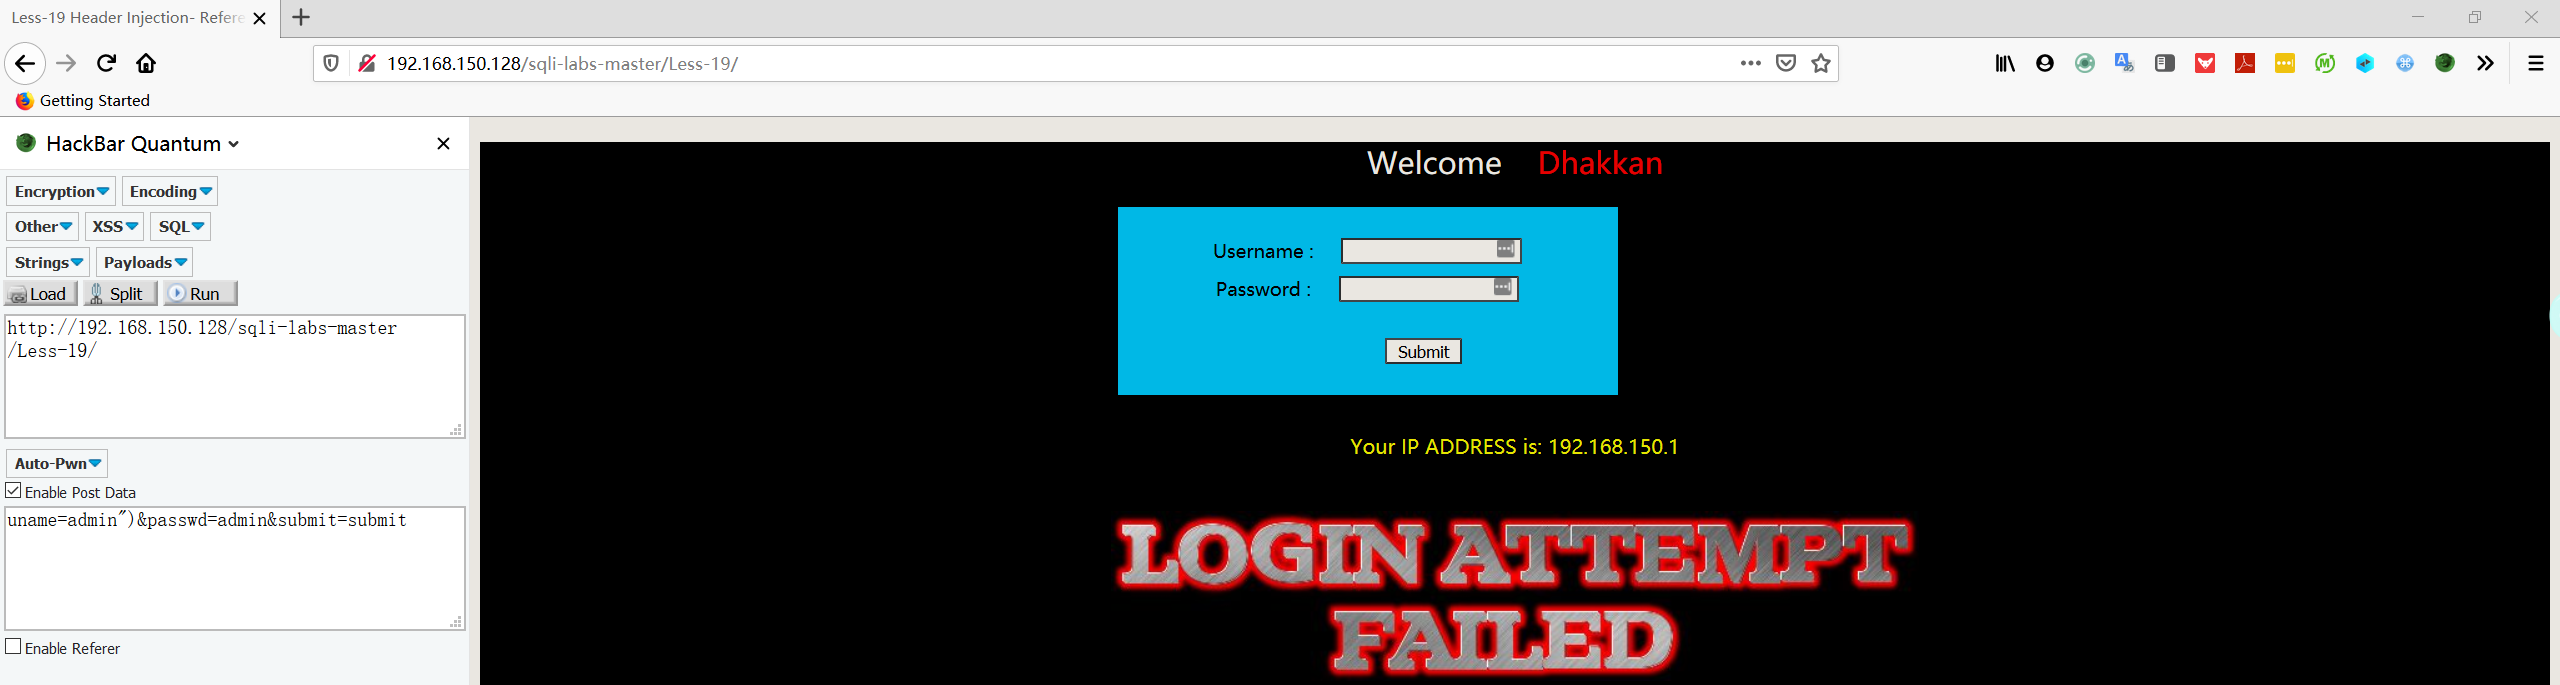 Less-19 Header Injection- Refere
192.168.150.128/sqli-labs-master/Less-19/
Getting Started
HackBar Quantum
Encryption Encoding
Other XSS SQL
Strings Payloads
Load Split Run
http://192.168.150.128/sqli-labs-master
/Less-19/
Auto-Pwn
Enable Post Data
uname=admin")&passwd=admin&submit=submit
Enable Referer
Welcome Dhakkan
Username :
Password :
Submit
Your IP ADDRESS is: 192.168.150.1
LOGIN ATTEMPT
FAILED